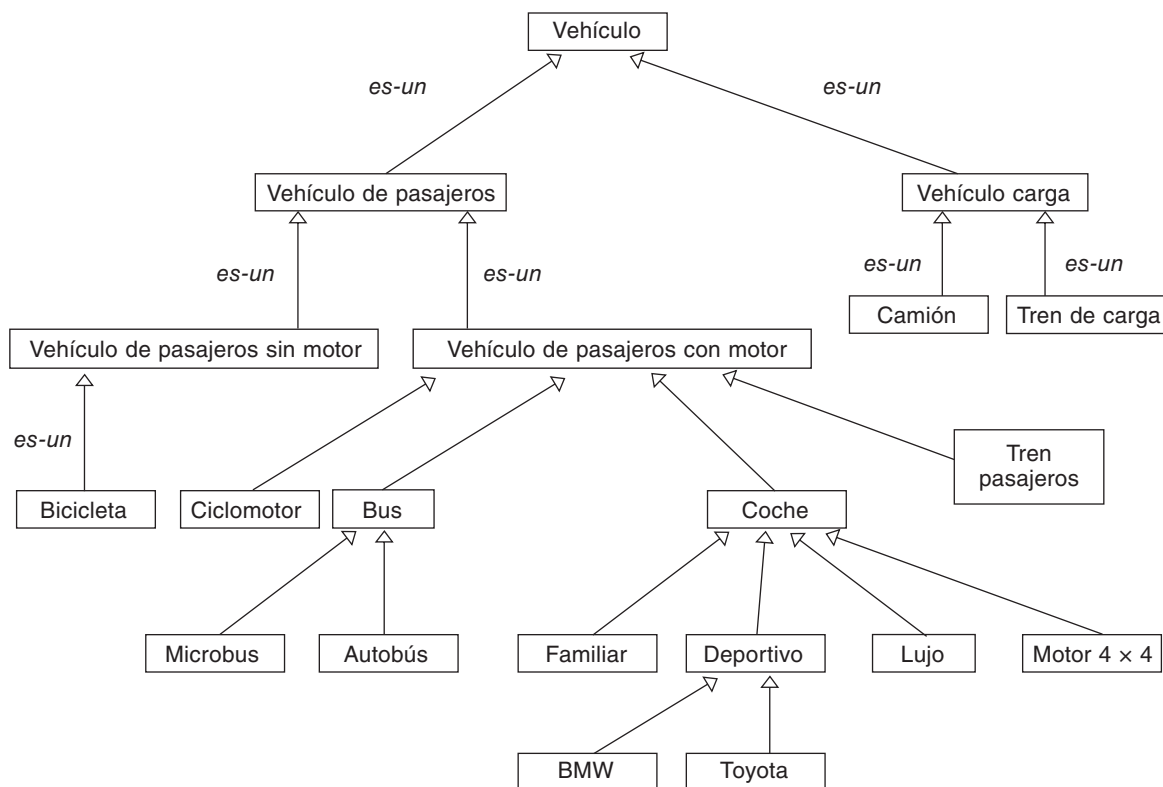 Vehículo
es-un
es-un
Vehículo de pasajeros
Vehículo carga
es-un
es-un
es-un
es-un
Camión
Tren de carga
Vehículo de pasajeros sin motor
Vehículo de pasajeros con motor
es-un
Tren
pasajeros
Bicicleta
Ciclomotor
Bus
Coche
Microbus
Autobús
Familiar
Deportivo
Lujo
Motor 4 × 4
BMW
Toyota